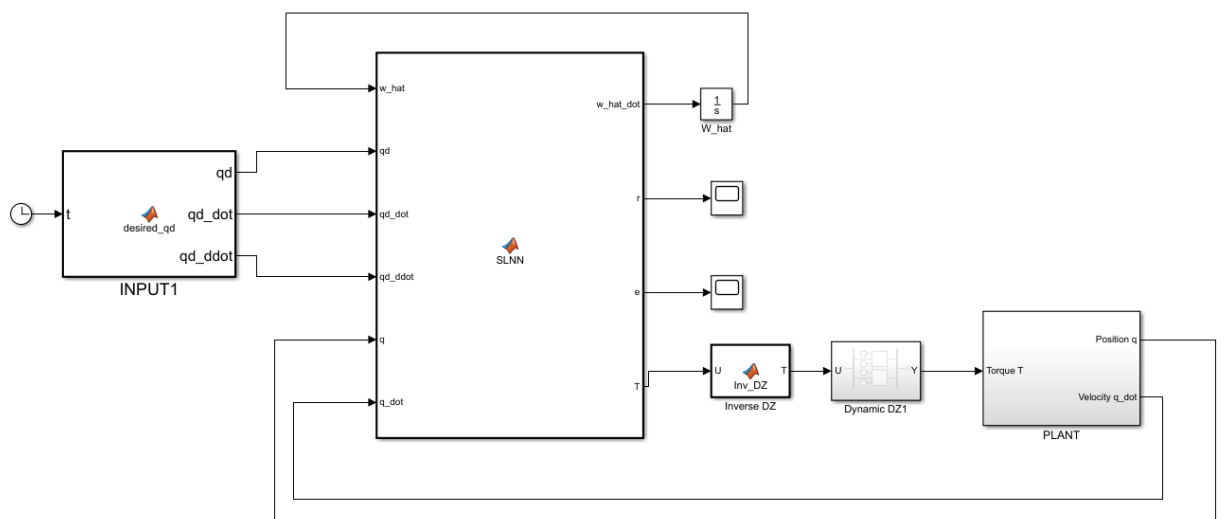 t
desired_qd
qd
qd_dot
qd_ddot
INPUT1
w_hat
qd
qd_dot
qd_ddot
q
q_dot
SLNN
w_hat_dot
r
e
T
1
s
W_hat
U
Inv_DZ
T
Inverse DZ
U
Y
Dynamic DZ1
Torque T
Position q
Velocity q_dot
PLANT